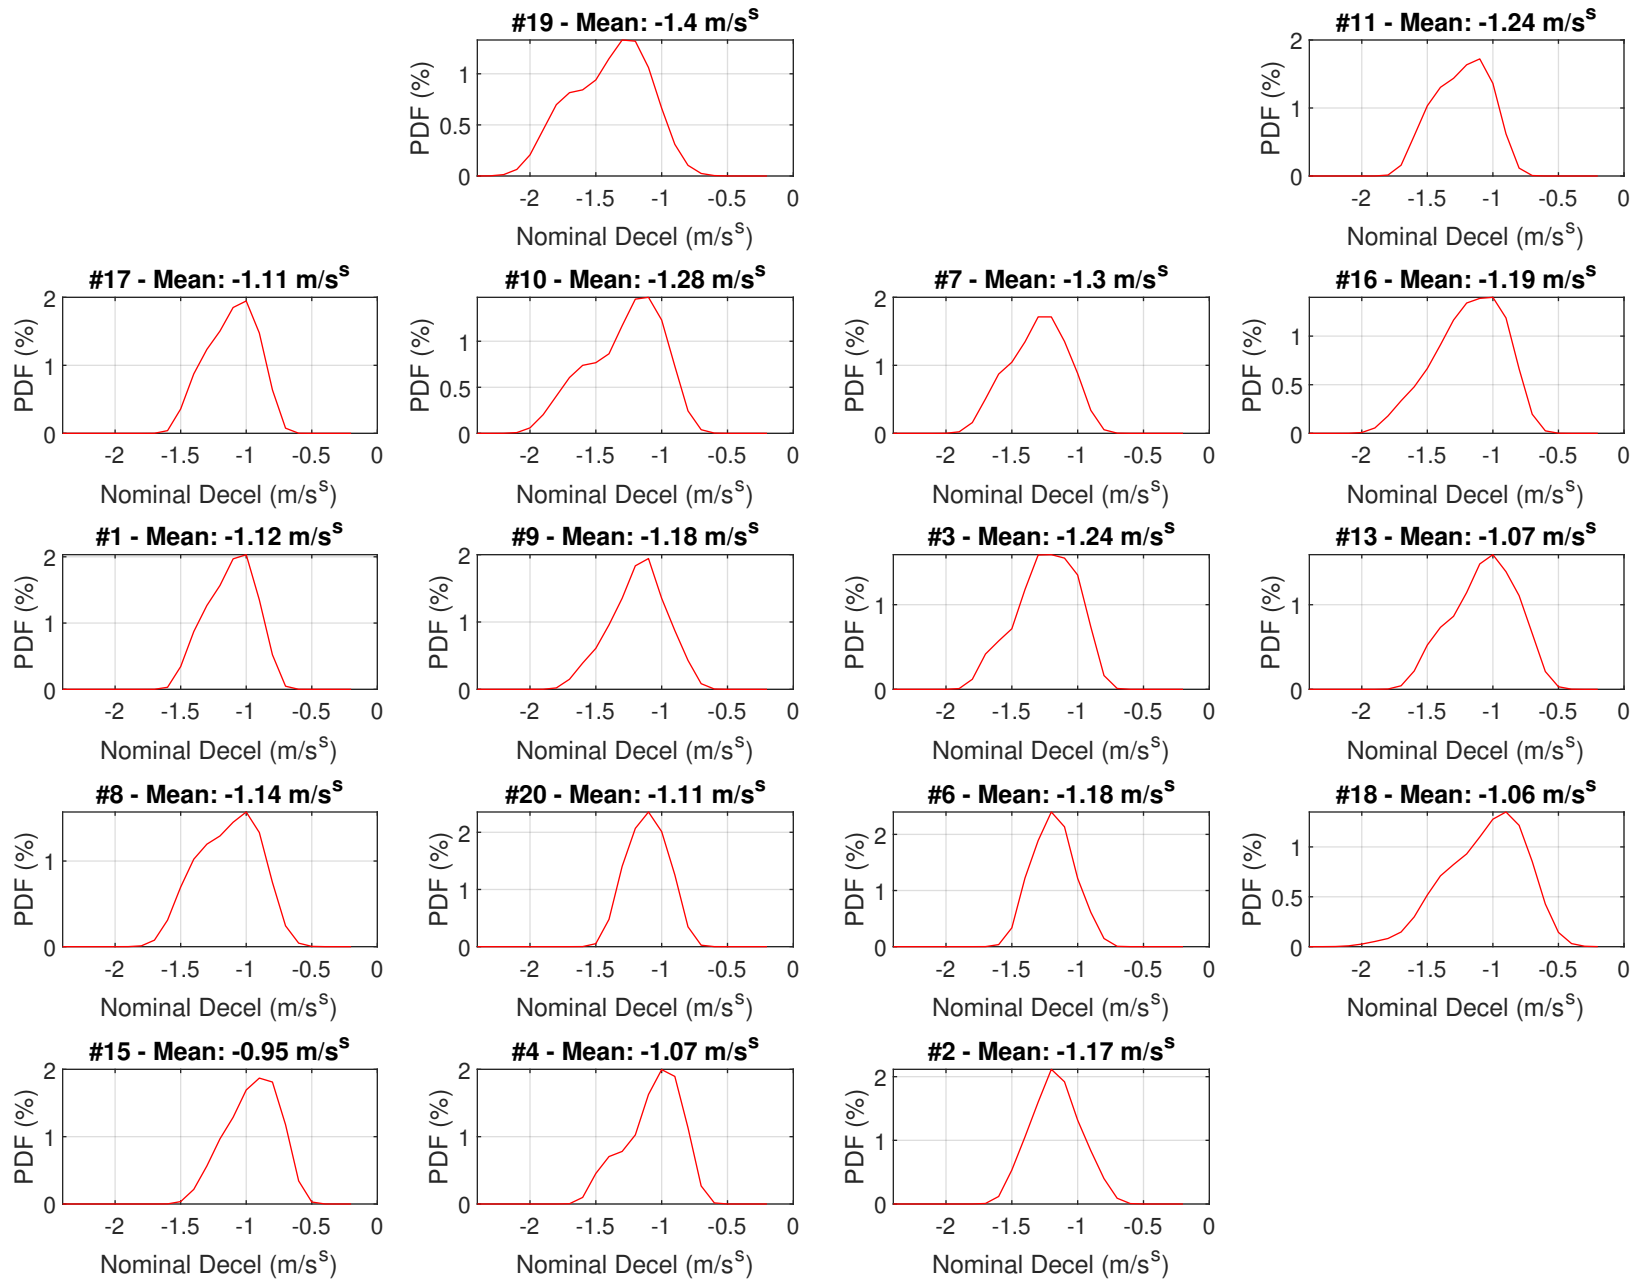 #19 - Mean: -1.4 m/s^s
PDF (%)
1
0.5
0
-2 -1.5 -1 -0.5 0
Nominal Decel (m/s^s)
#11 - Mean: -1.24 m/s^s
PDF (%)
2
1
0
-2 -1.5 -1 -0.5 0
Nominal Decel (m/s^s)
#17 - Mean: -1.11 m/s^s
PDF (%)
2
1
0
-2 -1.5 -1 -0.5 0
Nominal Decel (m/s^s)
#10 - Mean: -1.28 m/s^s
PDF (%)
1
0.5
0
-2 -1.5 -1 -0.5 0
Nominal Decel (m/s^s)
#7 - Mean: -1.3 m/s^s
PDF (%)
2
1
0
-2 -1.5 -1 -0.5 0
Nominal Decel (m/s^s)
#16 - Mean: -1.19 m/s^s
PDF (%)
1
0.5
0
-2 -1.5 -1 -0.5 0
Nominal Decel (m/s^s)
#1 - Mean: -1.12 m/s^s
PDF (%)
2
1
0
-2 -1.5 -1 -0.5 0
Nominal Decel (m/s^s)
#9 - Mean: -1.18 m/s^s
PDF (%)
2
1
0
-2 -1.5 -1 -0.5 0
Nominal Decel (m/s^s)
#3 - Mean: -1.24 m/s^s
PDF (%)
1
0
-2 -1.5 -1 -0.5 0
Nominal Decel (m/s^s)
#13 - Mean: -1.07 m/s^s
PDF (%)
1
0
-2 -1.5 -1 -0.5 0
Nominal Decel (m/s^s)
#8 - Mean: -1.14 m/s^s
PDF (%)
1
0
-2 -1.5 -1 -0.5 0
Nominal Decel (m/s^s)
#20 - Mean: -1.11 m/s^s
PDF (%)
2
1
0
-2 -1.5 -1 -0.5 0
Nominal Decel (m/s^s)
#6 - Mean: -1.18 m/s^s
PDF (%)
2
1
0
-2 -1.5 -1 -0.5 0
Nominal Decel (m/s^s)
#18 - Mean: -1.06 m/s^s
PDF (%)
1
0.5
0
-2 -1.5 -1 -0.5 0
Nominal Decel (m/s^s)
#15 - Mean: -0.95 m/s^s
PDF (%)
2
1
0
-2 -1.5 -1 -0.5 0
Nominal Decel (m/s^s)
#4 - Mean: -1.07 m/s^s
PDF (%)
2
1
0
-2 -1.5 -1 -0.5 0
Nominal Decel (m/s^s)
#2 - Mean: -1.17 m/s^s
PDF (%)
2
1
0
-2 -1.5 -1 -0.5 0
Nominal Decel (m/s^s)